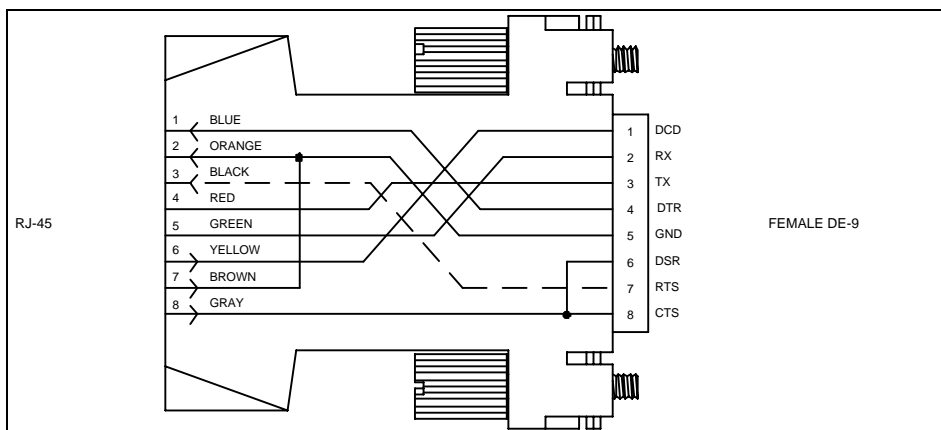 1 BLUE
2 ORANGE
3 BLACK
4 RED
5 GREEN
6 YELLOW
7 BROWN
8 GRAY
RJ-45
1 DCD
2 RX
3 TX
4 DTR
5 GND
6 DSR
7 RTS
8 CTS
FEMALE DE-9